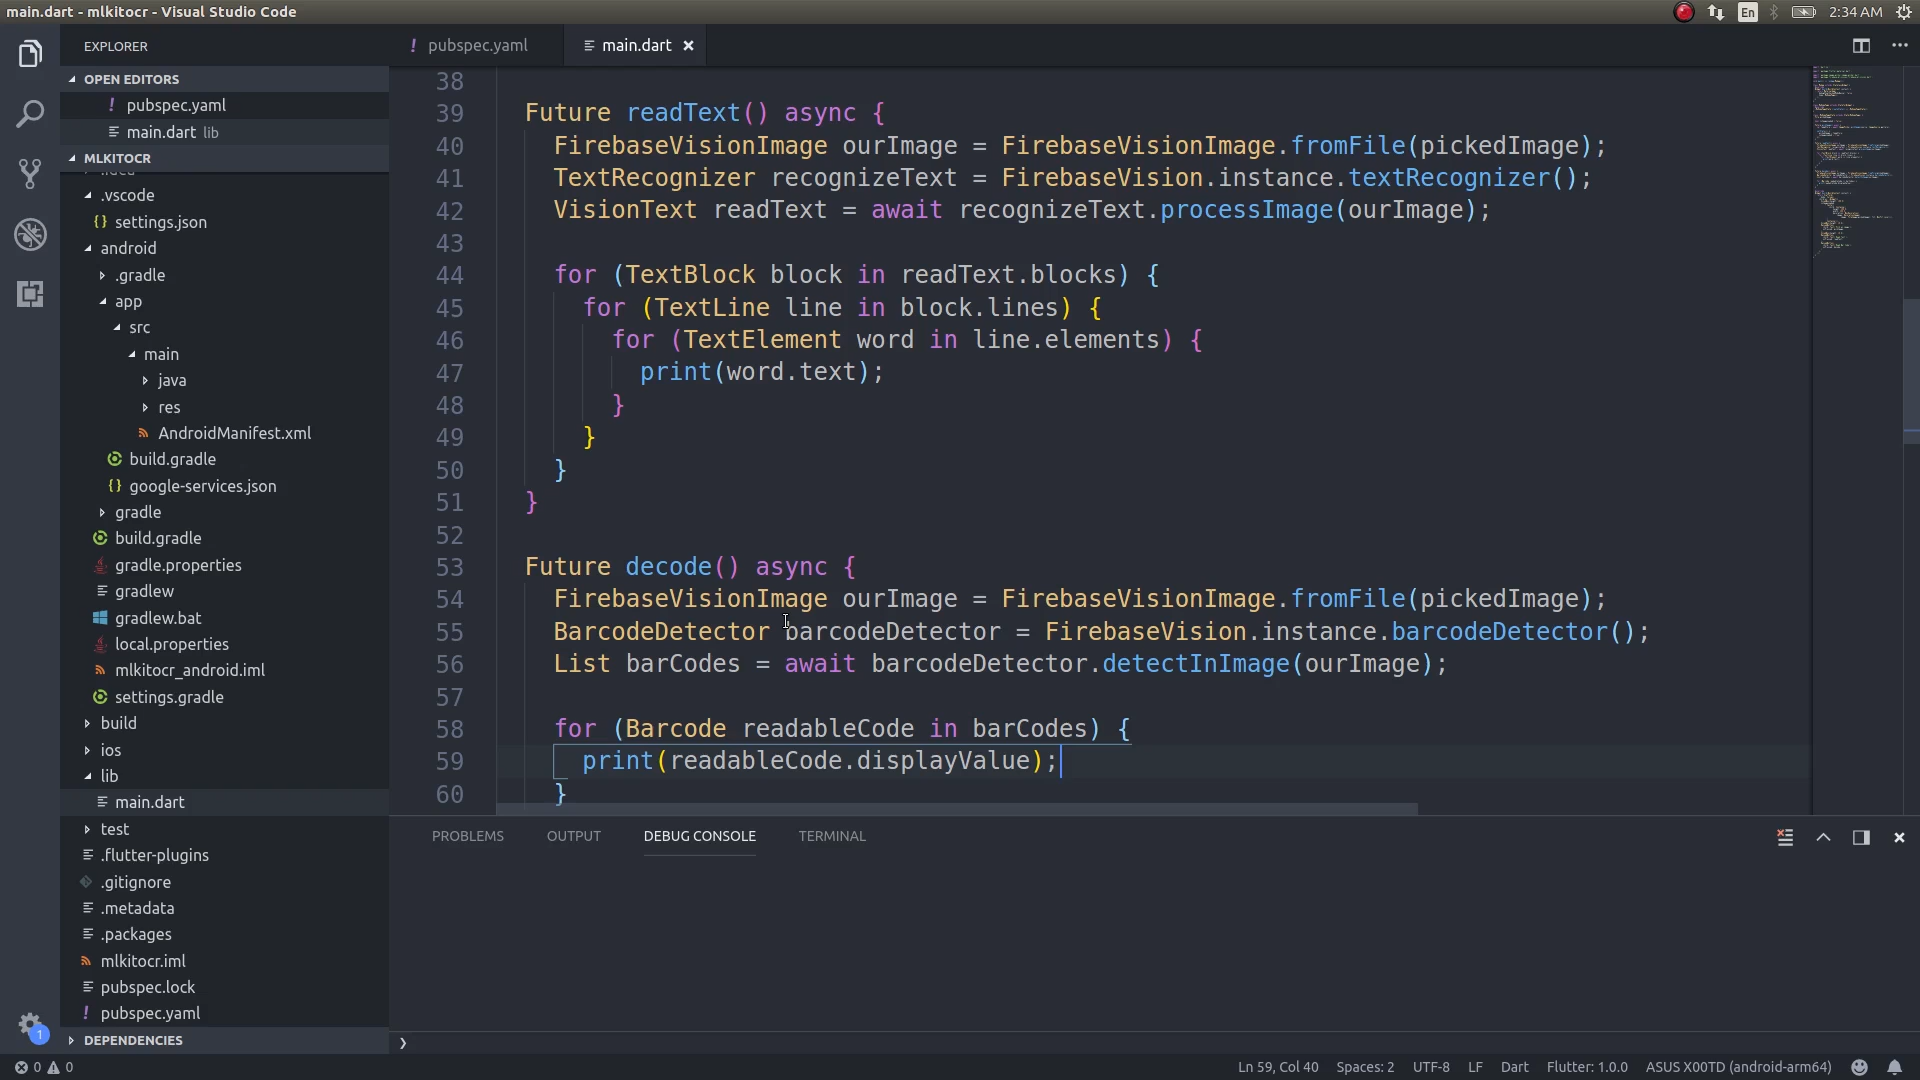 main.dart - mlkitocr - Visual Studio Code
En
2:34 AM
EXPLORER
OPEN EDITORS
! pubspec.yaml
main.dart lib
MLKITOCR
.vscode
{} settings.json
android
.gradle
app
src
main
java
res
AndroidManifest.xml
build.gradle
{} google-services.json
gradle
build.gradle
gradle.properties
gradlew
gradlew.bat
local.properties
mlkitocr_android.iml
settings.gradle
build
ios
lib
main.dart
test
.flutter-plugins
.gitignore
.metadata
.packages
mlkitocr.iml
pubspec.lock
! pubspec.yaml
DEPENDENCIES
1
! pubspec.yaml
main.dart ×
38
39 Future readText() async {
40 FirebaseVisionImage ourImage = FirebaseVisionImage.fromFile(pickedImage);
41 TextRecognizer recognizeText = FirebaseVision.instance.textRecognizer();
42 VisionText readText = await recognizeText.processImage(ourImage);
43
44 for (TextBlock block in readText.blocks) {
45 for (TextLine line in block.lines) {
46 for (TextElement word in line.elements) {
47 print(word.text);
48 }
49 }
50 }
51 }
52
53 Future decode() async {
54 FirebaseVisionImage ourImage = FirebaseVisionImage.fromFile(pickedImage);
55 BarcodeDetector barcodeDetector = FirebaseVision.instance.barcodeDetector();
56 List barCodes = await barcodeDetector.detectInImage(ourImage);
57
58 for (Barcode readableCode in barCodes) {
59 print(readableCode.displayValue);
60 }
PROBLEMS OUTPUT DEBUG CONSOLE TERMINAL
0 0
Ln 59, Col 40 Spaces: 2 UTF-8 LF Dart Flutter: 1.0.0 ASUS X00TD (android-arm64)